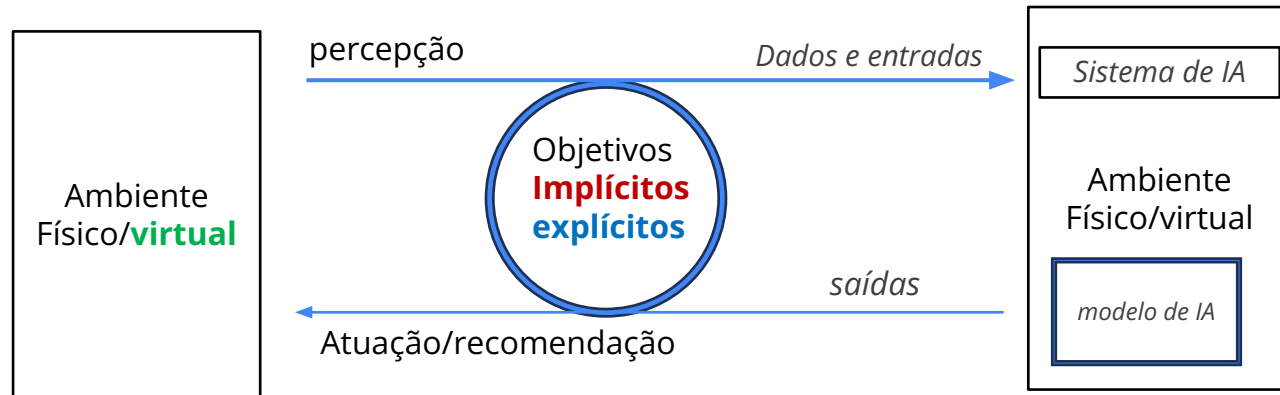 Ambiente
Físico/virtual
percepção
Dados e entradas
Objetivos
Implícitos
explícitos
saídas
Atuação/recomendação
Sistema de IA
Ambiente
Físico/virtual
modelo de IA